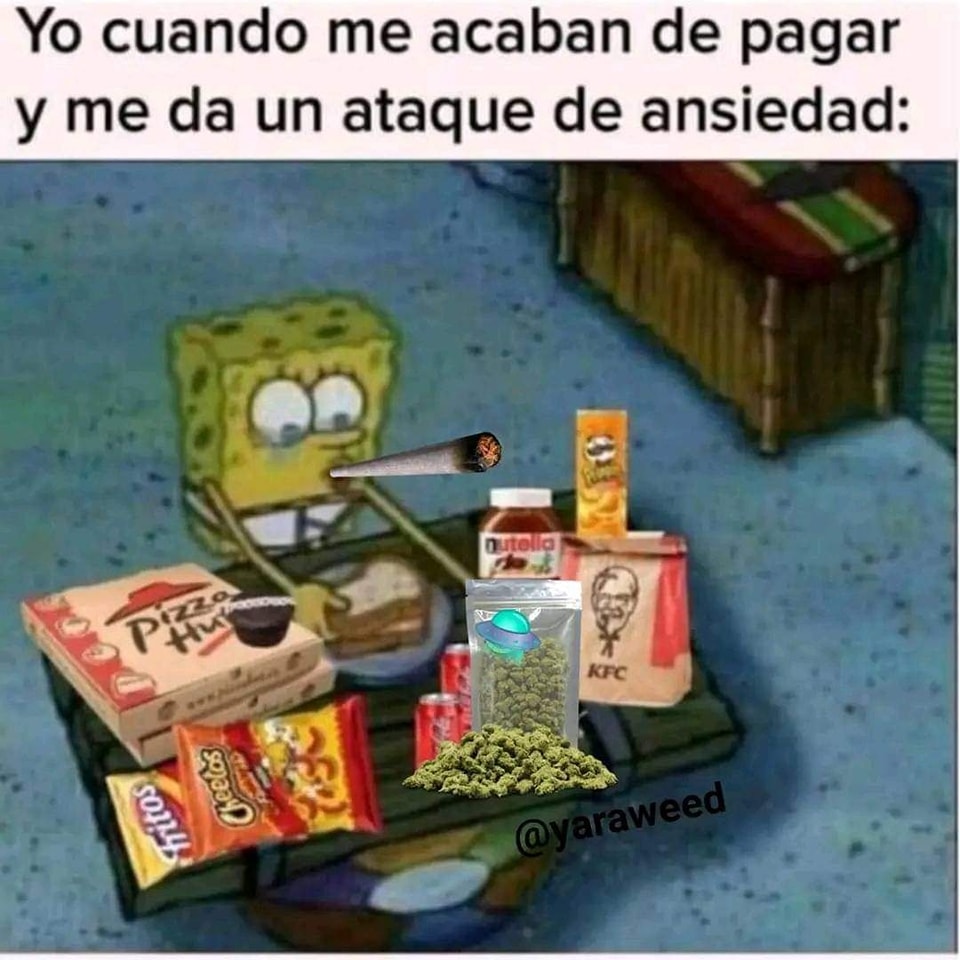 Yo cuando me acaban de pagar
y me da un ataque de ansiedad:
nutella
Pizza
Hut
KFC
Cheetos
fritos
@yaraweed